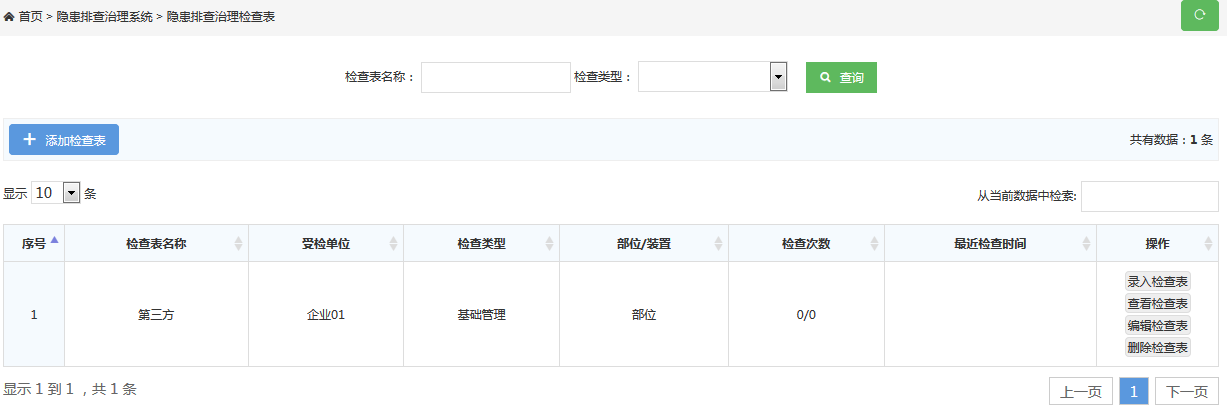 首页 > 隐患排查治理系统 > 隐患排查治理检查表
检查表名称： 检查类型： 查询
添加检查表 共有数据：1 条
显示 10 条 从当前数据中检索:
序号 检查表名称 受检单位 检查类型 部位/装置 检查次数 最近检查时间 操作
1 第三方 企业01 基础管理 部位 0/0
录入检查表
查看检查表
编辑检查表
删除检查表
显示 1 到 1 ，共 1 条 上一页 1 下一页